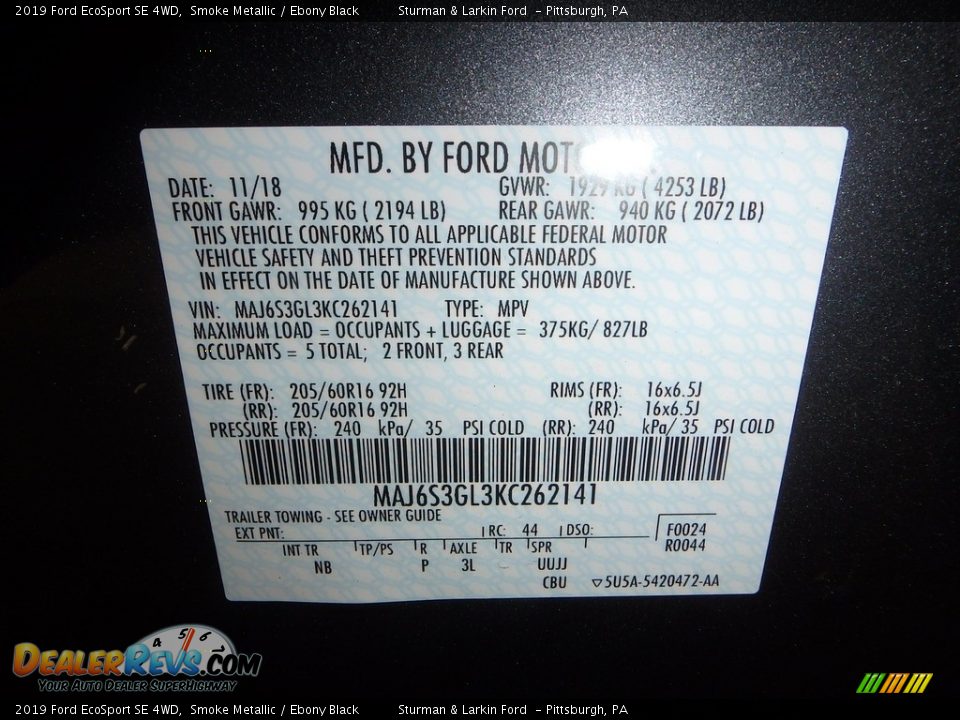 2019 Ford EcoSport SE 4WD, Smoke Metallic / Ebony Black Sturman & Larkin Ford - Pittsburgh, PA
MFD. BY FORD
DATE: 11/18 GVWR: 1929 KG ( 4253 LB)
FRONT GAWR: 995 KG ( 2194 LB) REAR GAWR: 940 KG ( 2072 LB)
THIS VEHICLE CONFORMS TO ALL APPLICABLE FEDERAL MOTOR
VEHICLE SAFETY AND THEFT PREVENTION STANDARDS
IN EFFECT ON THE DATE OF MANUFACTURE SHOWN ABOVE.
VIN: MAJ6S3GL3KC262141 TYPE: MPV
MAXIMUM LOAD = OCCUPANTS + LUGGAGE = 375KG/ 827LB
OCCUPANTS = 5 TOTAL; 2 FRONT, 3 REAR
TIRE (FR): 205/60R16 92H RIMS (FR): 16x6.5J
(RR): 205/60R16 92H (RR): 16x6.5J
PRESSURE (FR): 240 kPa/ 35 PSI COLD (RR): 240 kPa/ 35 PSI COLD
MAJ6S3GL3KC262141
TRAILER TOWING - SEE OWNER GUIDE
EXT PNT: RC: 44 DSO: F0024
R0044
INT TR TP/PS R AXLE TR SPR
NB P 3L UUJJ
CBU 5U5A-5420472-AA
4 5 6
DEALERREVS.COM
YOUR AUTO DEALER SUPERHIGHWAY
2019 Ford EcoSport SE 4WD, Smoke Metallic / Ebony Black Sturman & Larkin Ford - Pittsburgh, PA